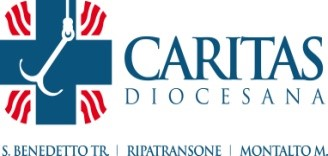 CARITAS
DIOCESANA
S. BENEDETTO TR. | RIPATRANSONE | MONTALTO M.